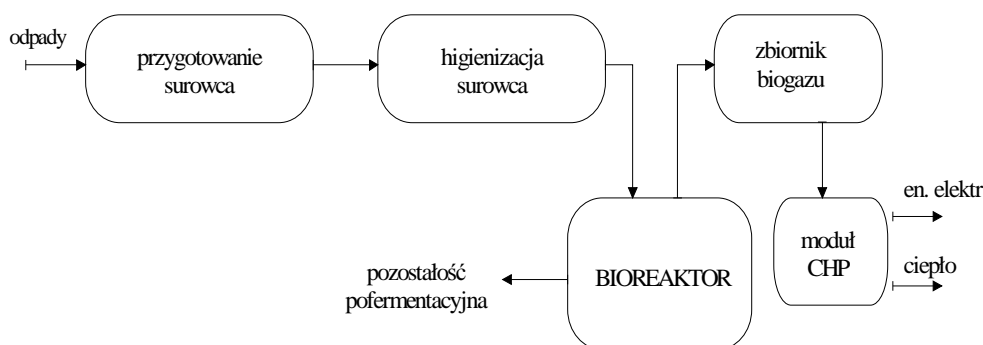 odpady
przygotowanie
surowca
higienizacja
surowca
zbiornik
biogazu
en. elektr
moduł
CHP
ciepło
BIOREAKTOR
pozostałość
pofermentacyjna